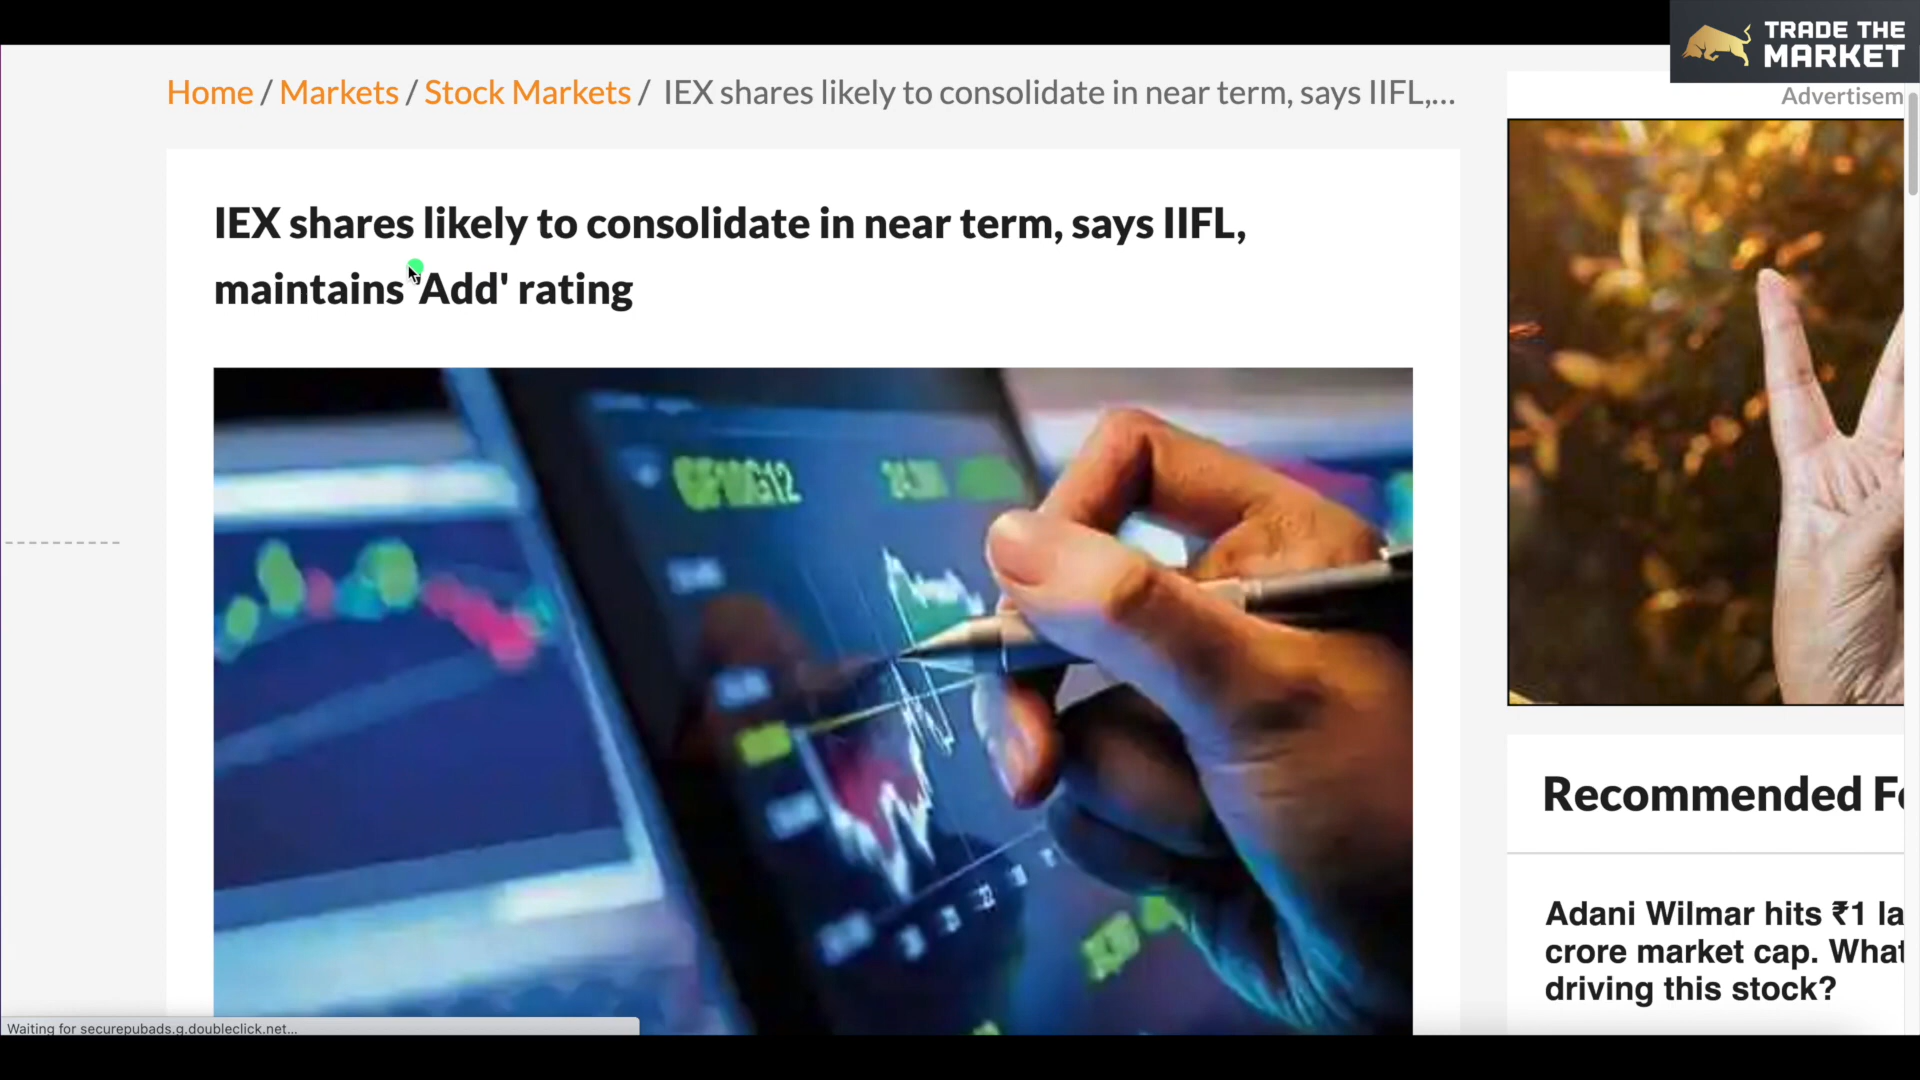 TRADE THE
MARKET
Home / Markets / Stock Markets / IEX shares likely to consolidate in near term, says IIFL,...
Advertisem
IEX shares likely to consolidate in near term, says IIFL,
maintains 'Add' rating
Recommended Fo
Adani Wilmar hits ₹1 la
crore market cap. What
driving this stock?
Waiting for securepubads.g.doubleclick.net...